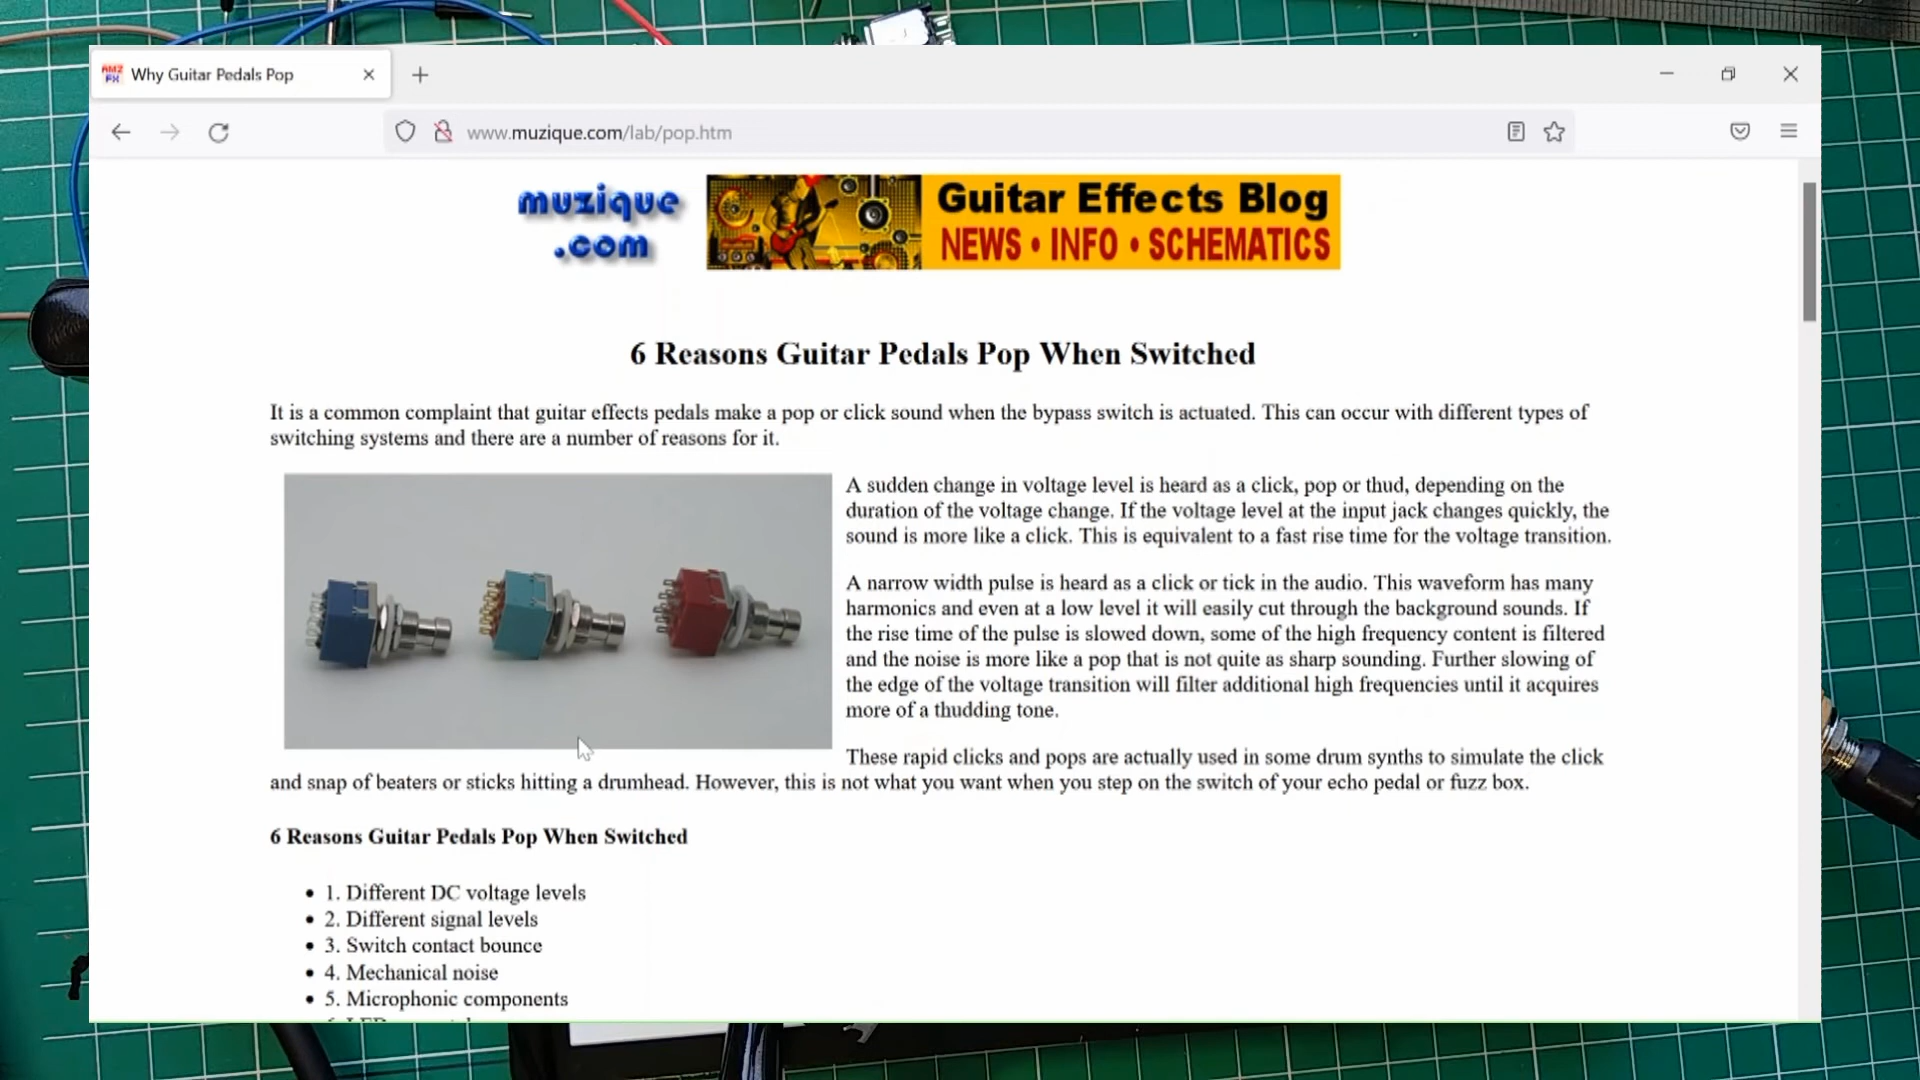 AMZ
FX
Why Guitar Pedals Pop
www.muzique.com/lab/pop.htm
muzique
.com
Guitar Effects Blog
NEWS • INFO • SCHEMATICS
6 Reasons Guitar Pedals Pop When Switched
It is a common complaint that guitar effects pedals make a pop or click sound when the bypass switch is actuated. This can occur with different types of
switching systems and there are a number of reasons for it.
A sudden change in voltage level is heard as a click, pop or thud, depending on the
duration of the voltage change. If the voltage level at the input jack changes quickly, the
sound is more like a click. This is equivalent to a fast rise time for the voltage transition.
A narrow width pulse is heard as a click or tick in the audio. This waveform has many
harmonics and even at a low level it will easily cut through the background sounds. If
the rise time of the pulse is slowed down, some of the high frequency content is filtered
and the noise is more like a pop that is not quite as sharp sounding. Further slowing of
the edge of the voltage transition will filter additional high frequencies until it acquires
more of a thudding tone.
These rapid clicks and pops are actually used in some drum synths to simulate the click
and snap of beaters or sticks hitting a drumhead. However, this is not what you want when you step on the switch of your echo pedal or fuzz box.
6 Reasons Guitar Pedals Pop When Switched
• 1. Different DC voltage levels
• 2. Different signal levels
• 3. Switch contact bounce
• 4. Mechanical noise
• 5. Microphonic components